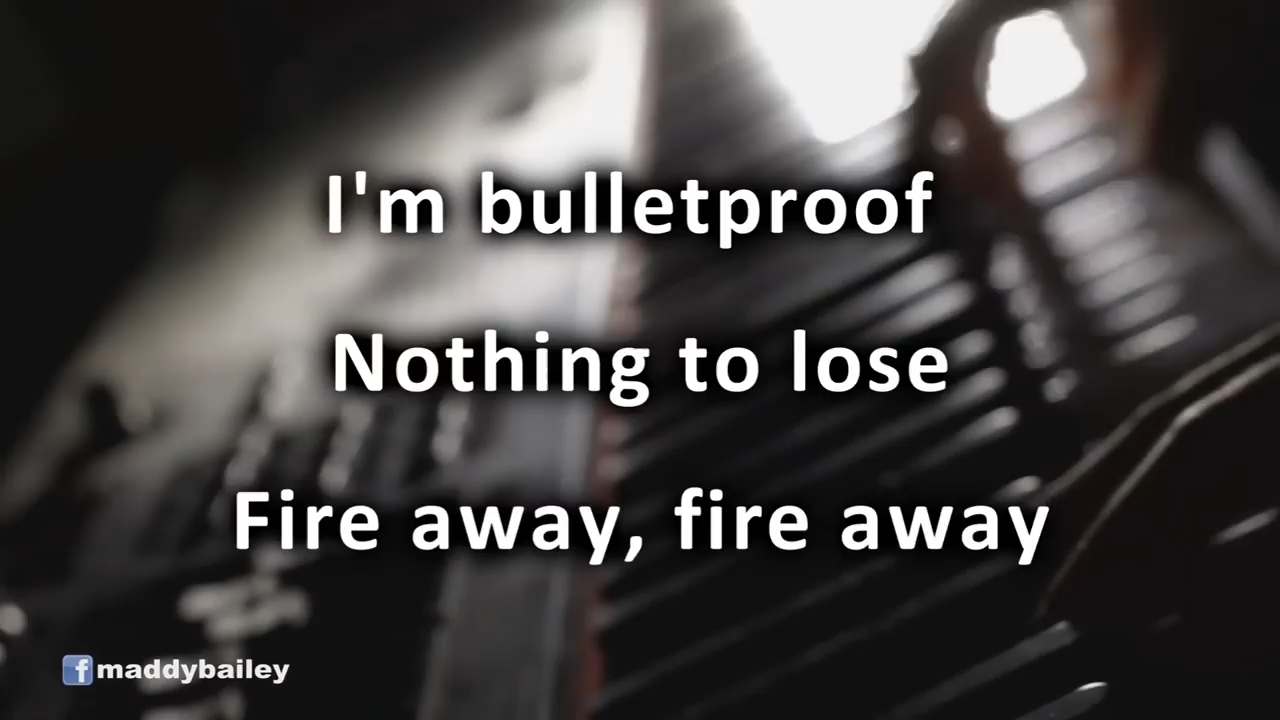 I'm bulletproof
Nothing to lose
Fire away, fire away
f maddybailey